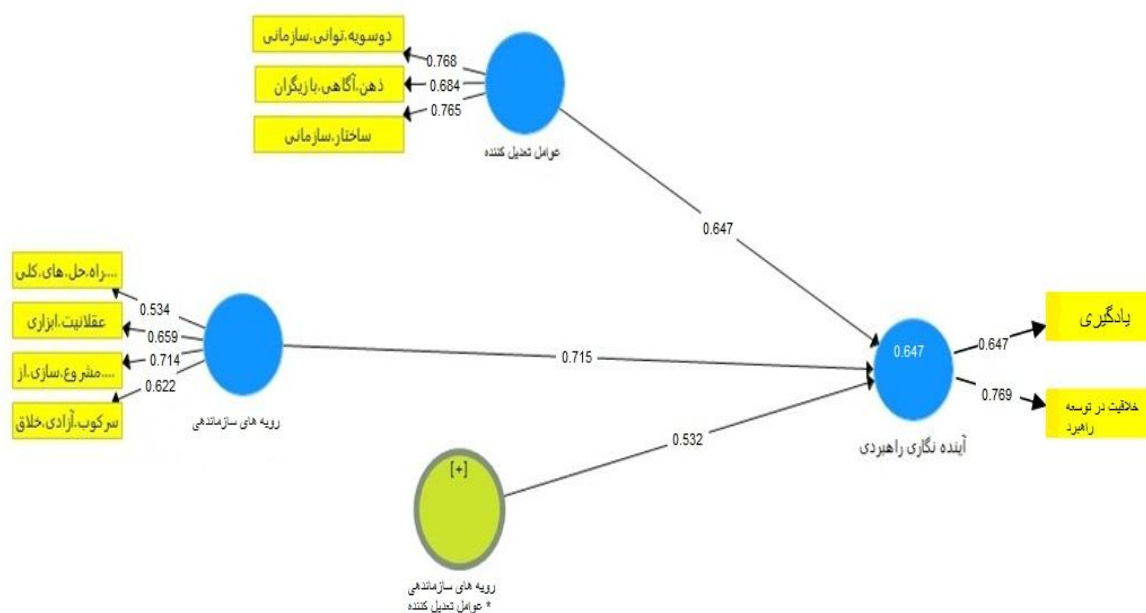 دوسویه.توانی.سازمانی
0.768
ذهن.آگاهی.بازیگران
0.684
0.765
ساختار.سازمانی
عوامل تعدیل کننده
0.647
راه.حل.های.کلی....
0.534
عقلانیت.ابزاری
0.659
مشروع.سازی.از....
0.714
0.622
سرکوب.آزادی.خلاق
رویه های سازماندهی
0.715
0.647
0.647
یادگیری
0.769
خلاقیت در توسعه
راهبرد
آینده نگاری راهبردی
0.532
[+]
رویه های سازماندهی
* عوامل تعدیل کننده